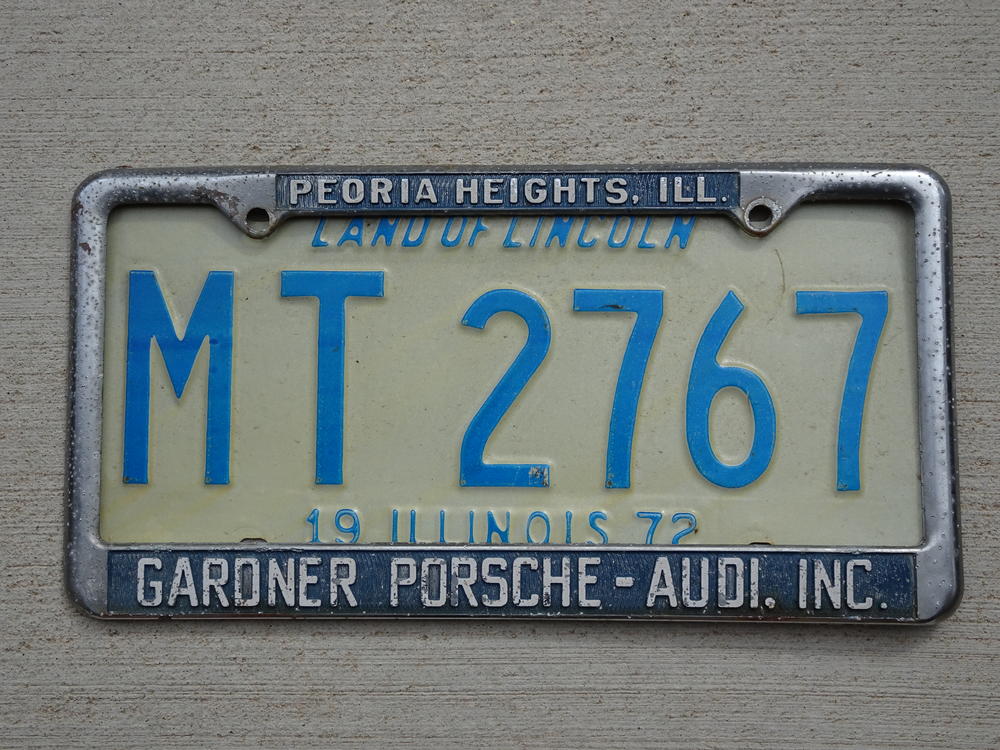 PEORIA HEIGHTS, ILL.
LAND OF LINCOLN
MT 2767
19 ILLINOIS 72
GARDNER PORSCHE-AUDI, INC.